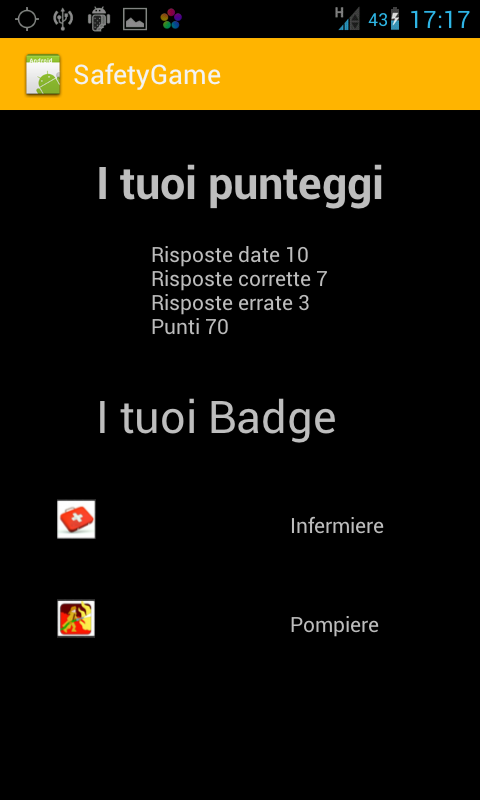 H 43 17:17
Android
SafetyGame
I tuoi punteggi
Risposte date 10
Risposte corrette 7
Risposte errate 3
Punti 70
I tuoi Badge
Infermiere
Pompiere